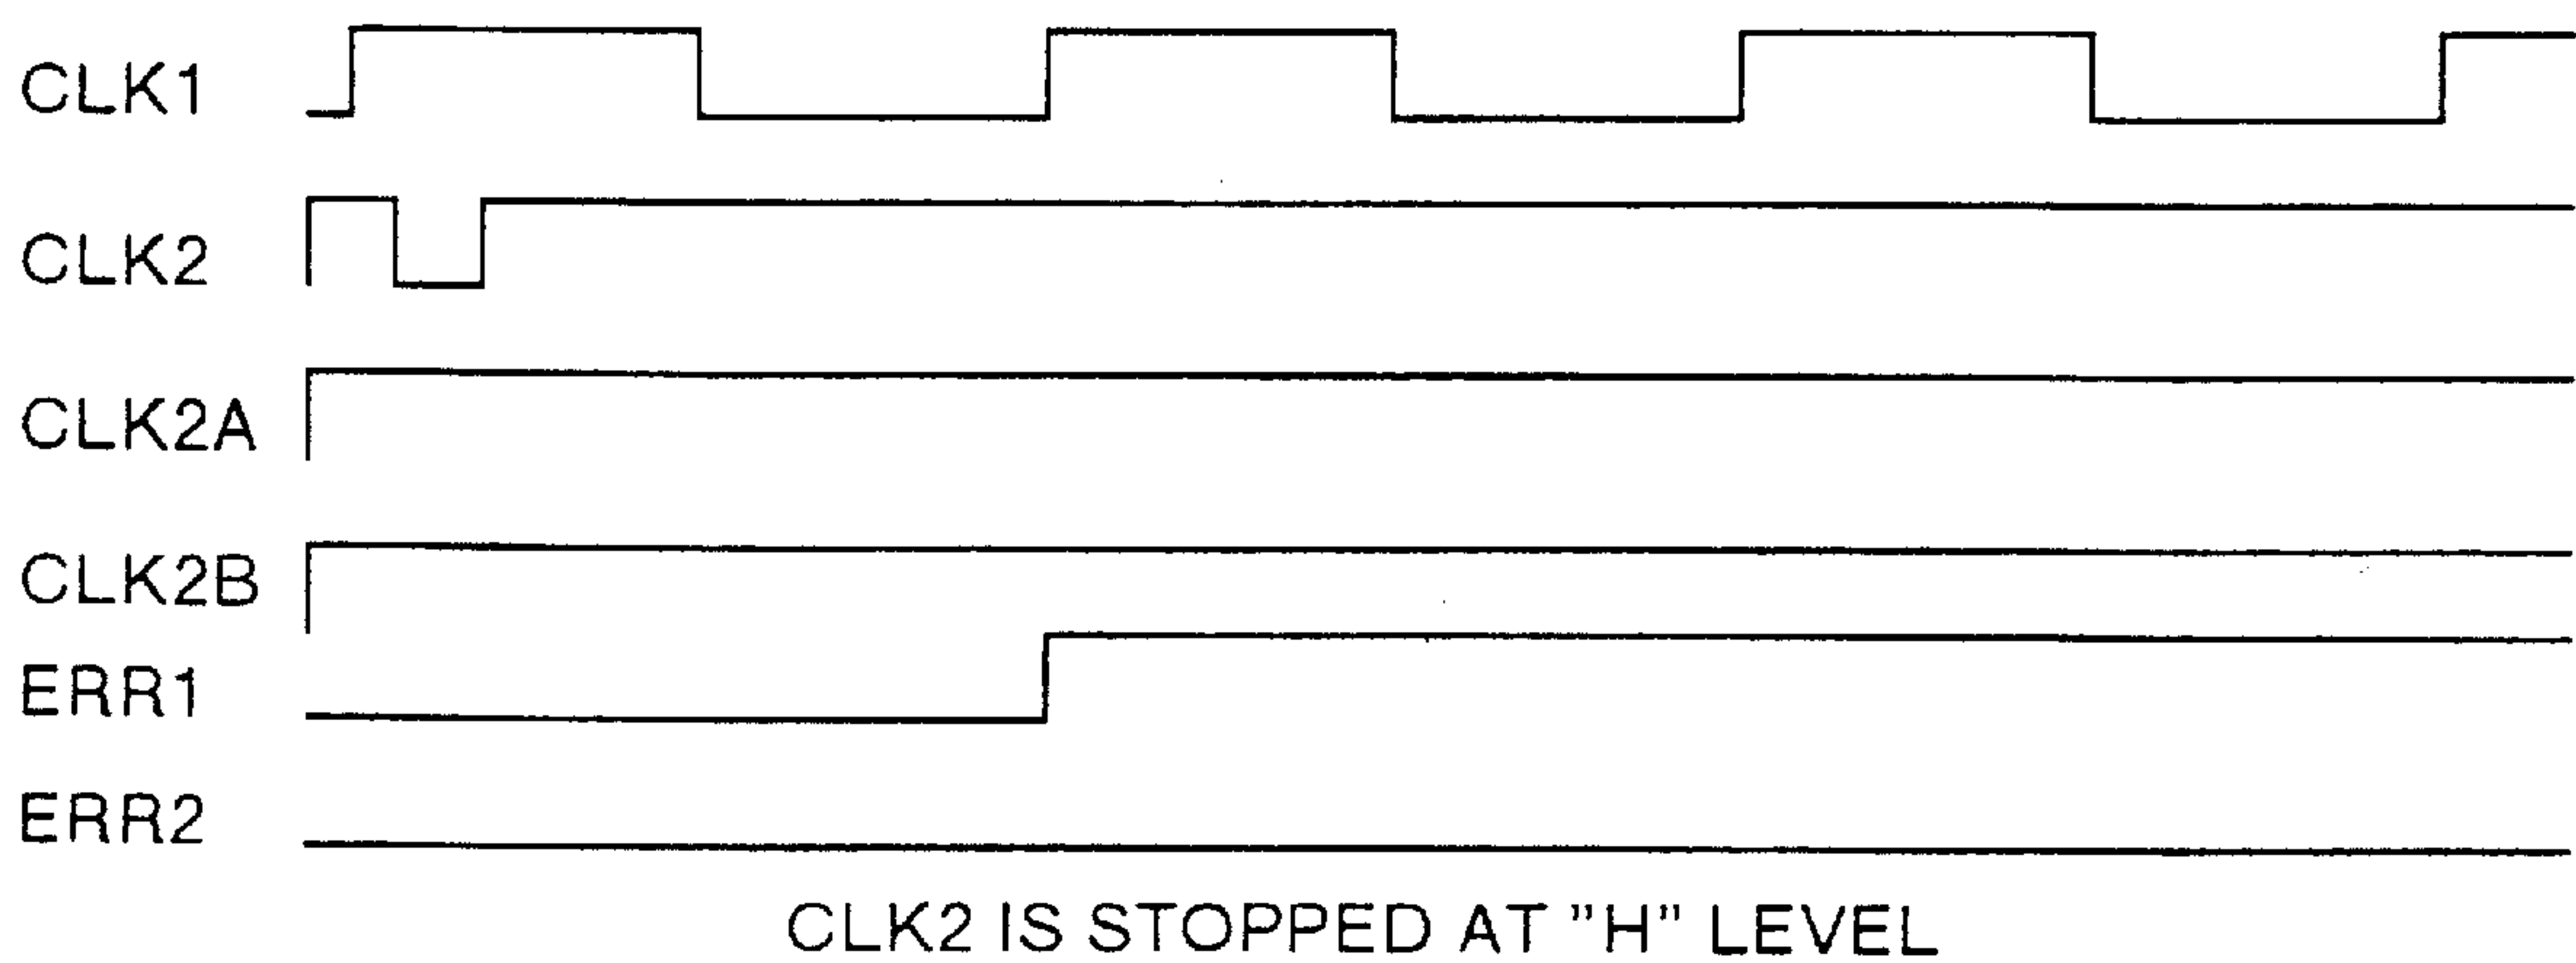 CLK1
CLK2
CLK2A
CLK2B
ERR1
ERR2
CLK2 IS STOPPED AT "H" LEVEL